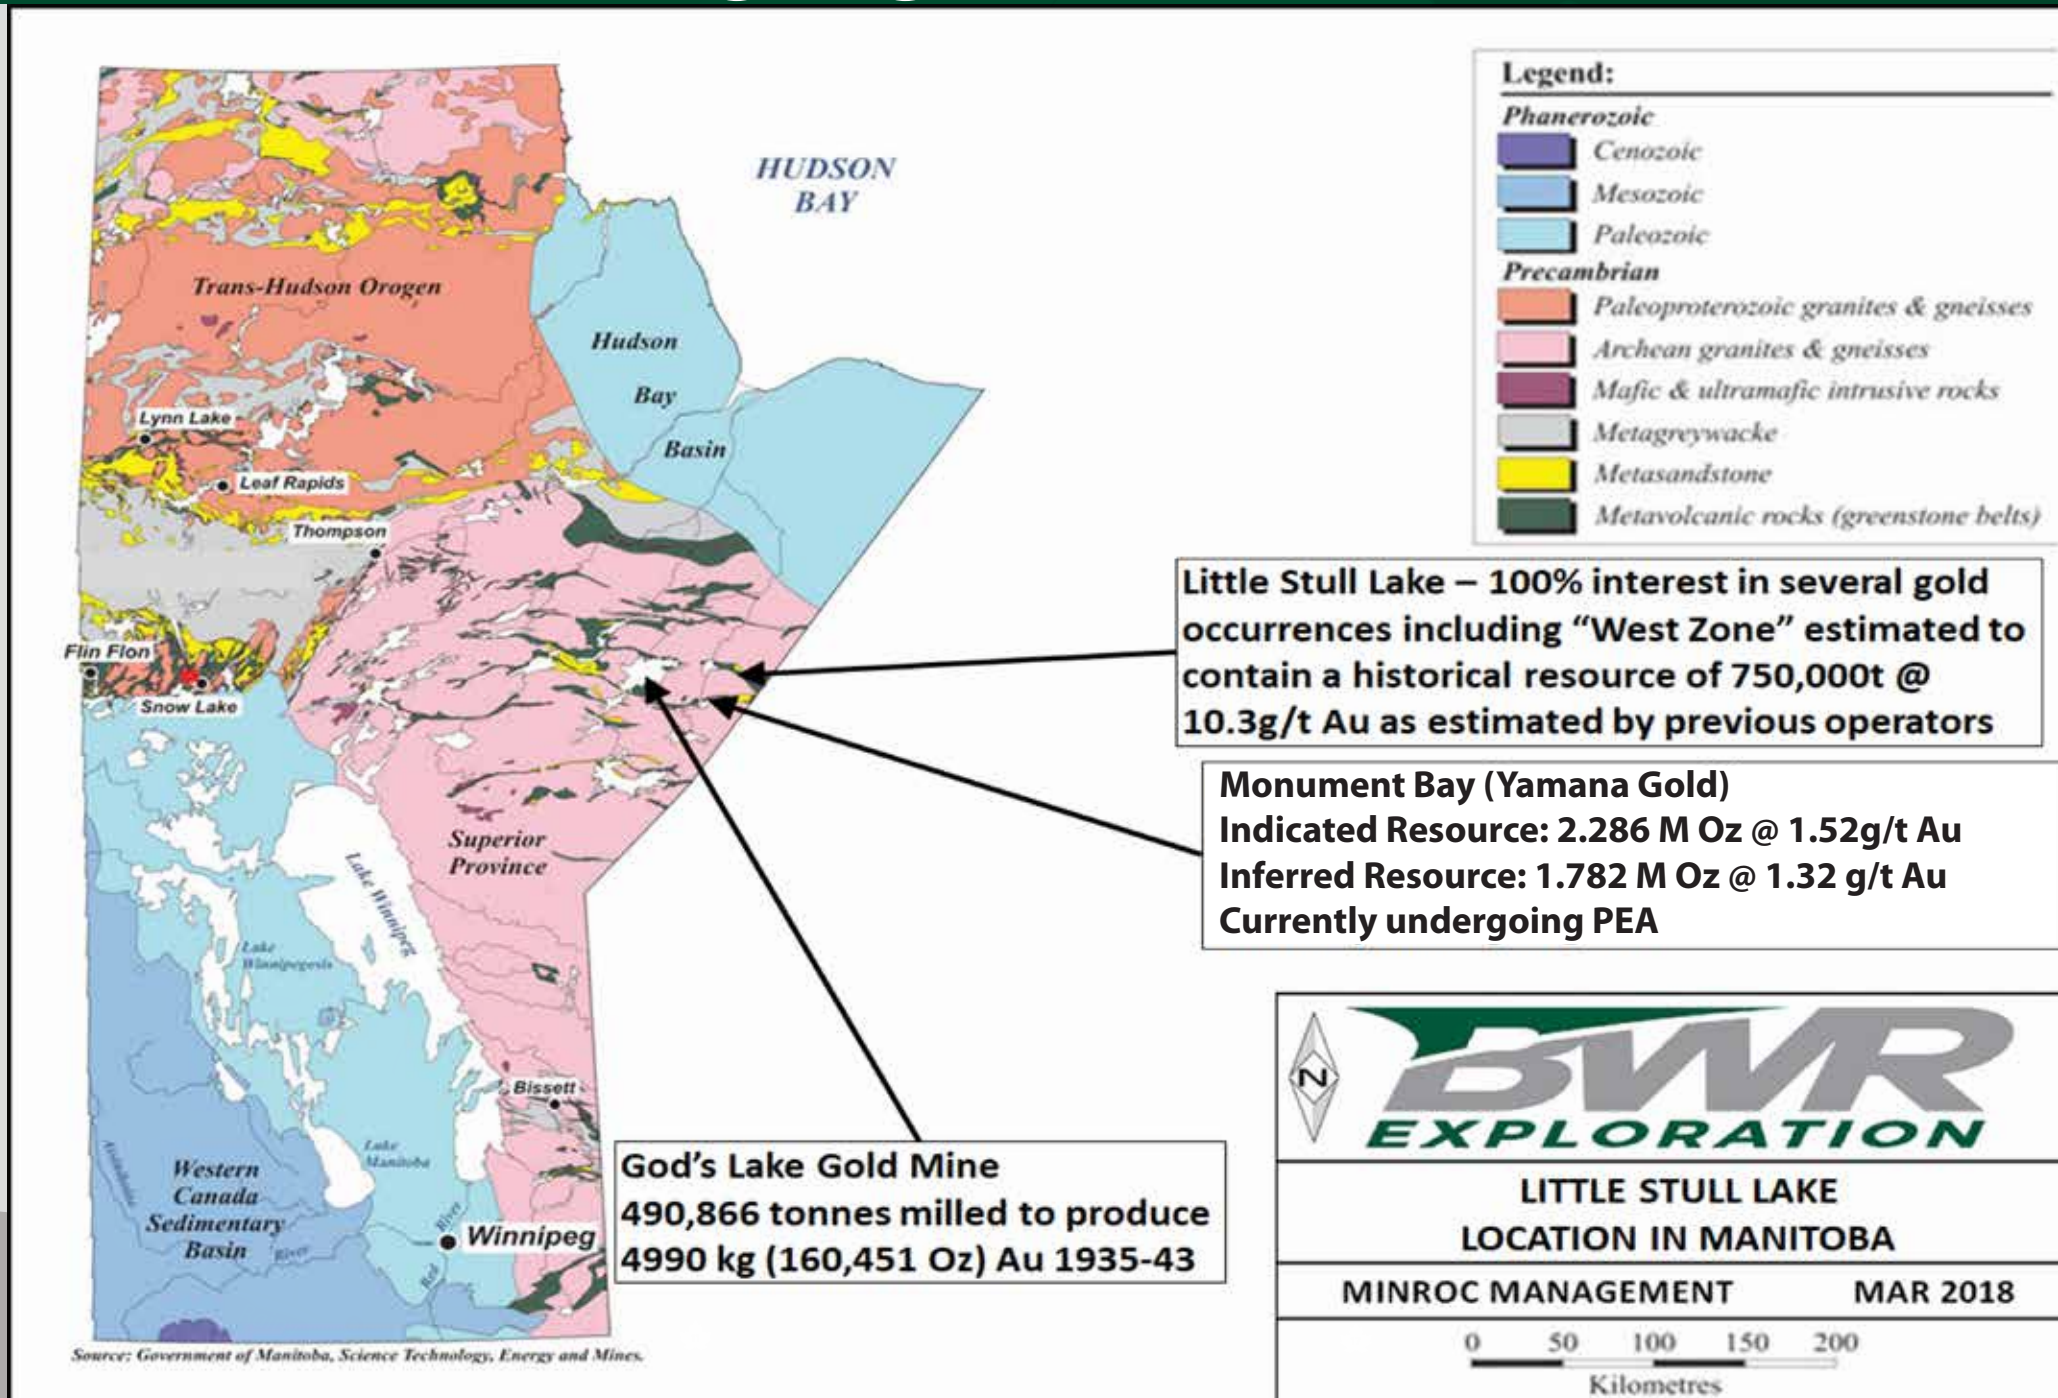 HUDSON
BAY
Trans-Hudson Orogen
Hudson
Bay
Basin
Lynn Lake
Leaf Rapids
Thompson
Flin Flon
Snow Lake
Superior
Province
Lake Winnipeg
Lake
Winnipegosis
Bissett
Lake
Manitoba
Assiniboine
River
Western
Canada
Sedimentary
Basin
Red
River
Winnipeg
Source: Government of Manitoba, Science Technology, Energy and Mines.
Legend:
Phanerozoic
Cenozoic
Mesozoic
Paleozoic
Precambrian
Paleoproterozoic granites & gneisses
Archean granites & gneisses
Mafic & ultramafic intrusive rocks
Metagreywacke
Metasandstone
Metavolcanic rocks (greenstone belts)
Little Stull Lake – 100% interest in several gold
occurrences including “West Zone” estimated to
contain a historical resource of 750,000t @
10.3g/t Au as estimated by previous operators
Monument Bay (Yamana Gold)
Indicated Resource: 2.286 M Oz @ 1.52g/t Au
Inferred Resource: 1.782 M Oz @ 1.32 g/t Au
Currently undergoing PEA
God’s Lake Gold Mine
490,866 tonnes milled to produce
4990 kg (160,451 Oz) Au 1935-43
N
BWR
EXPLORATION
LITTLE STULL LAKE
LOCATION IN MANITOBA
MINROC MANAGEMENT MAR 2018
0 50 100 150 200
Kilometres